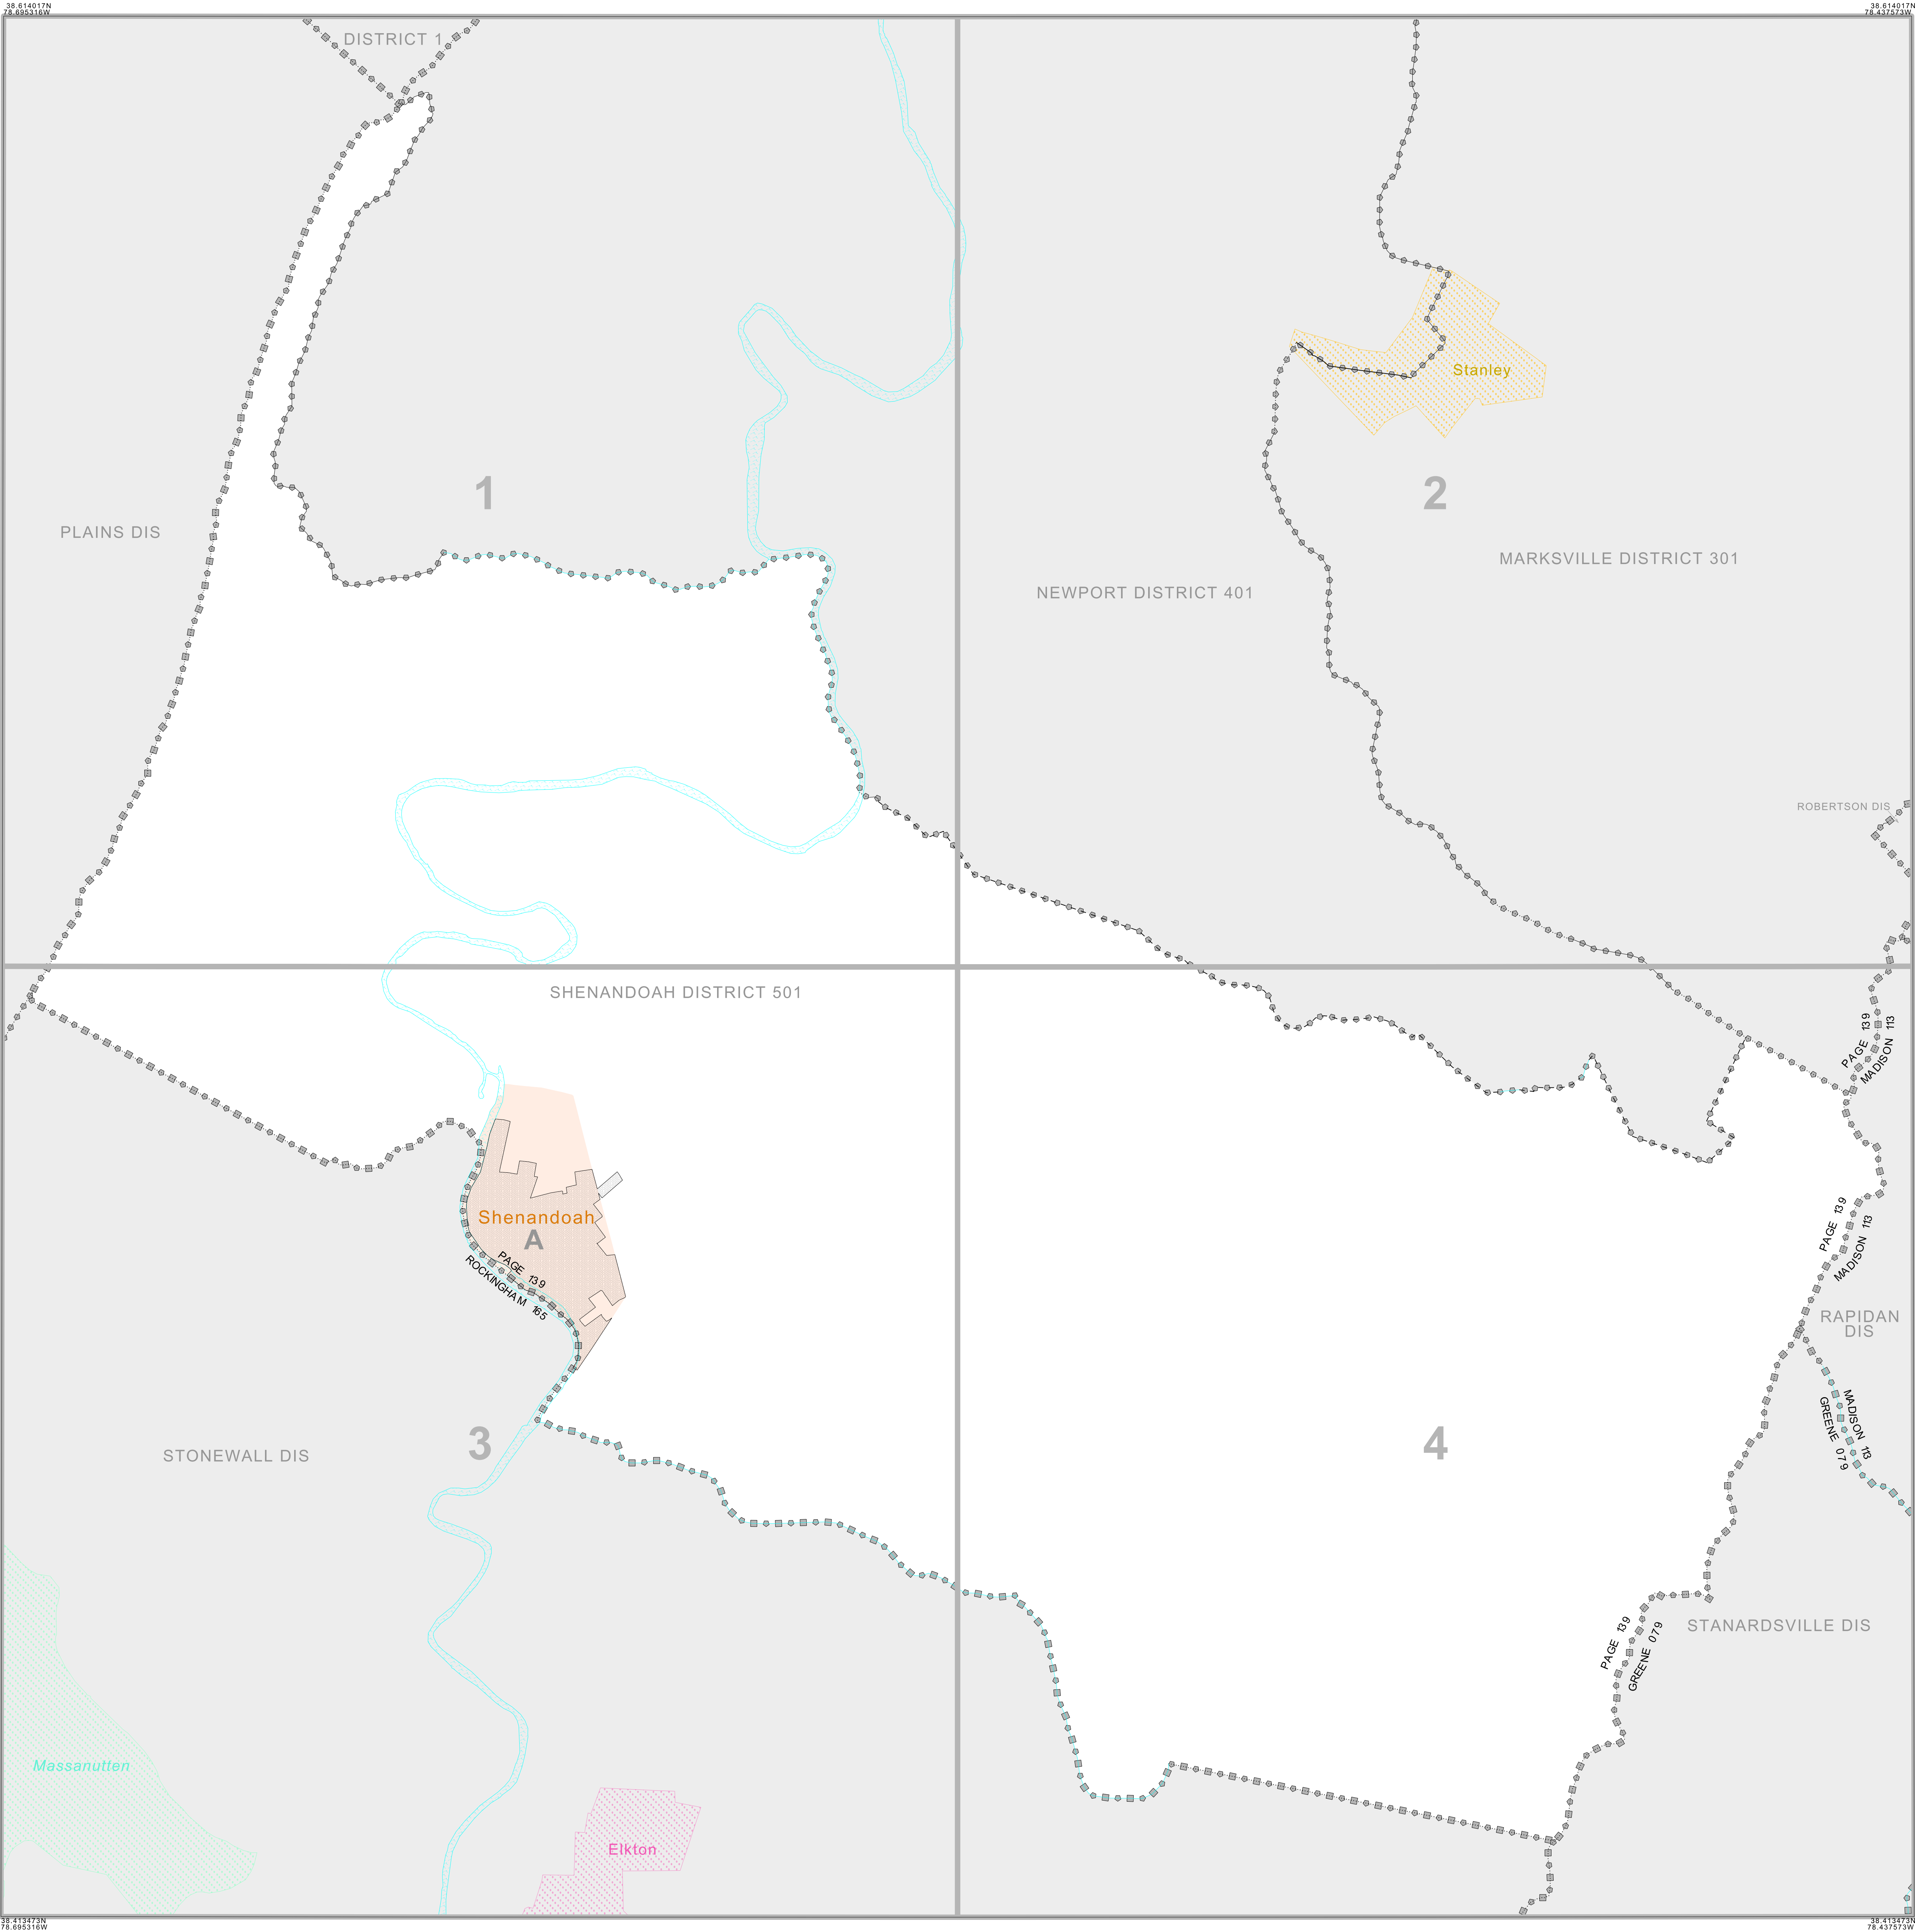 38.614017N
78.695316W
38.614017N
78.437573W
DISTRICT 1
Stanley
1
2
PLAINS DIS
MARKSVILLE DISTRICT 301
NEWPORT DISTRICT 401
ROBERTSON DIS
SHENANDOAH DISTRICT 501
PAGE 139
MADISON 113
Shenandoah
A
PAGE 139
ROCKINGHAM 165
PAGE 139
MADISON 113
RAPIDAN
DIS
MADISON 113
GREENE 079
3
4
STONEWALL DIS
PAGE 139
GREENE 079
STANARDSVILLE DIS
Massanutten
Elkton
38.413473N
78.695316W
38.413473N
78.437573W